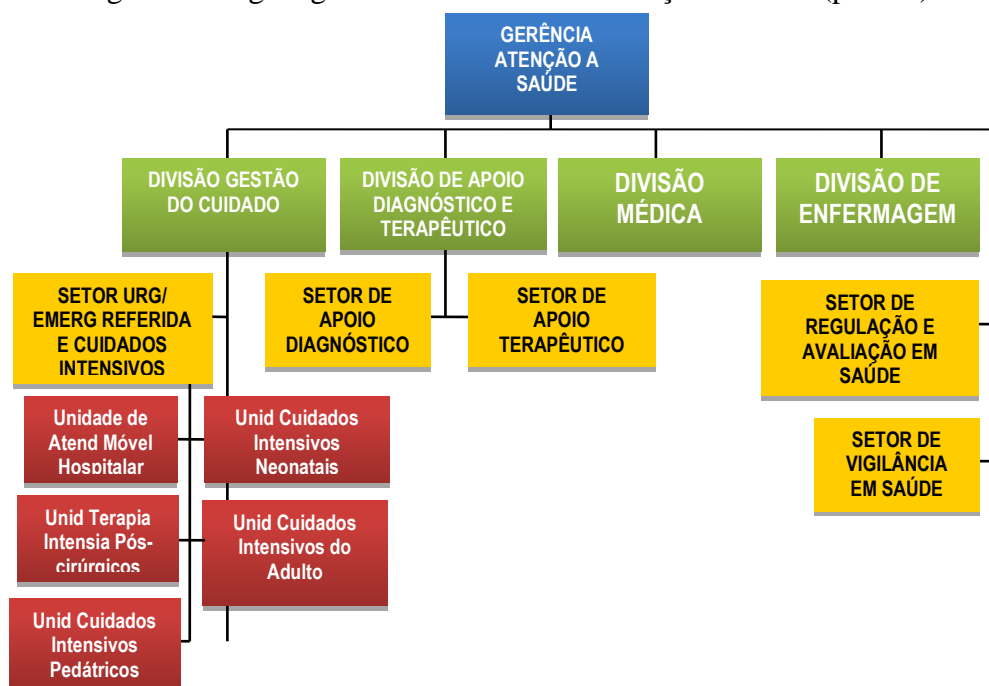 GERÊNCIA
ATENÇÃO A
SAÚDE
DIVISÃO GESTÃO
DO CUIDADO
DIVISÃO DE APOIO
DIAGNÓSTICO E
TERAPÊUTICO
DIVISÃO
MÉDICA
DIVISÃO DE
ENFERMAGEM
SETOR URG/
EMERG REFERIDA
E CUIDADOS
INTENSIVOS
SETOR DE
APOIO
DIAGNÓSTICO
SETOR DE
APOIO
TERAPÊUTICO
SETOR DE
REGULAÇÃO E
AVALIAÇÃO EM
SAÚDE
SETOR DE
VIGILÂNCIA
EM SAÚDE
Unidade de
Atend Móvel
Hospitalar
Unid Cuidados
Intensivos
Neonatais
Unid Terapia
Intensia Pós-
cirúrgicos
Unid Cuidados
Intensivos do
Adulto
Unid Cuidados
Intensivos
Pedátricos